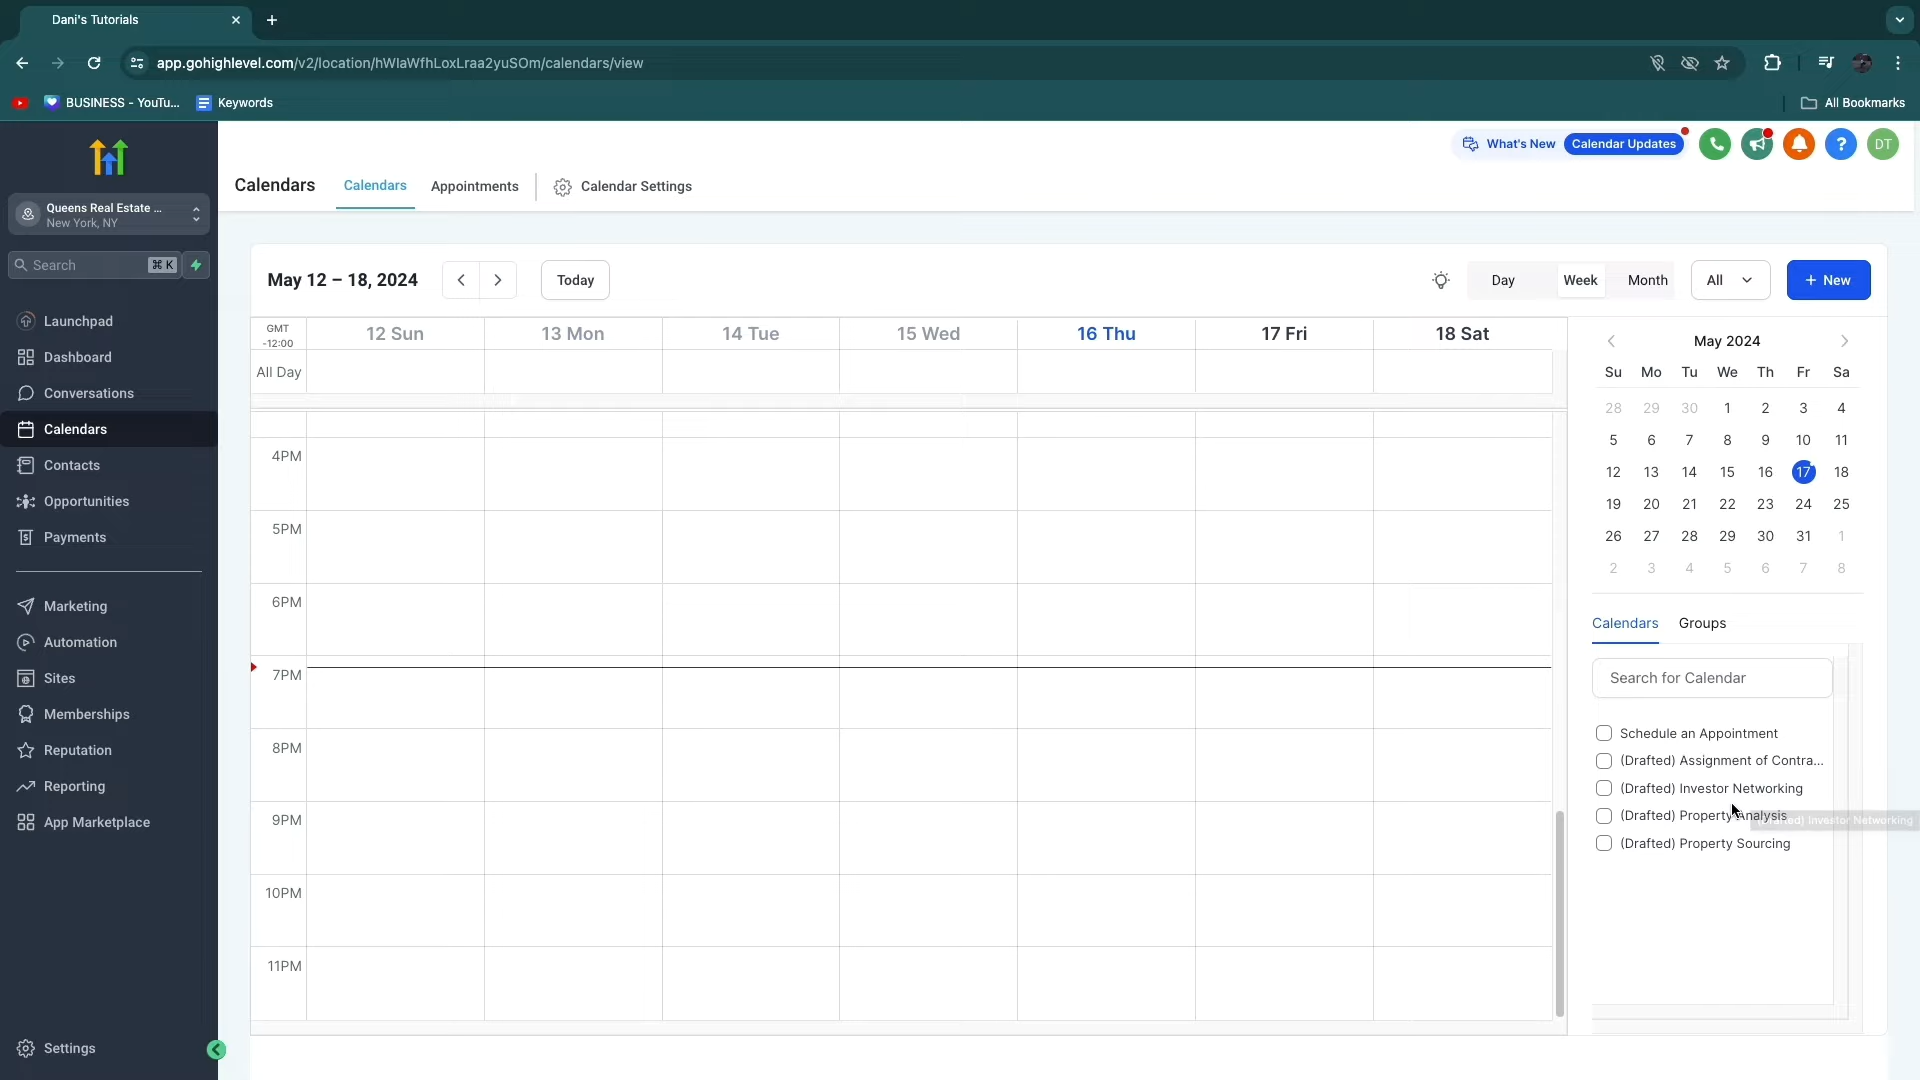 Dani's Tutorials
app.gohighlevel.com/v2/location/hWIaWfhLoxLraa2yuSOm/calendars/view
BUSINESS - YouTu...
Keywords
All Bookmarks
What's New
Calendar Updates
DT
Calendars
Calendars
Appointments
Calendar Settings
Queens Real Estate ...
New York, NY
Search
⌘ K
Launchpad
Dashboard
Conversations
Calendars
Contacts
Opportunities
Payments
Marketing
Automation
Sites
Memberships
Reputation
Reporting
App Marketplace
Settings
May 12 – 18, 2024
Today
Day
Week
Month
All
+ New
GMT
-12:00
12 Sun
13 Mon
14 Tue
15 Wed
16 Thu
17 Fri
18 Sat
All Day
4PM
5PM
6PM
7PM
8PM
9PM
10PM
11PM
May 2024
Su Mo Tu We Th Fr Sa
28 29 30 1 2 3 4
5 6 7 8 9 10 11
12 13 14 15 16 17 18
19 20 21 22 23 24 25
26 27 28 29 30 31 1
2 3 4 5 6 7 8
Calendars
Groups
Search for Calendar
Schedule an Appointment
(Drafted) Assignment of Contra...
(Drafted) Investor Networking
(Drafted) Property Analysis
(Drafted) Investor Networking
(Drafted) Property Sourcing